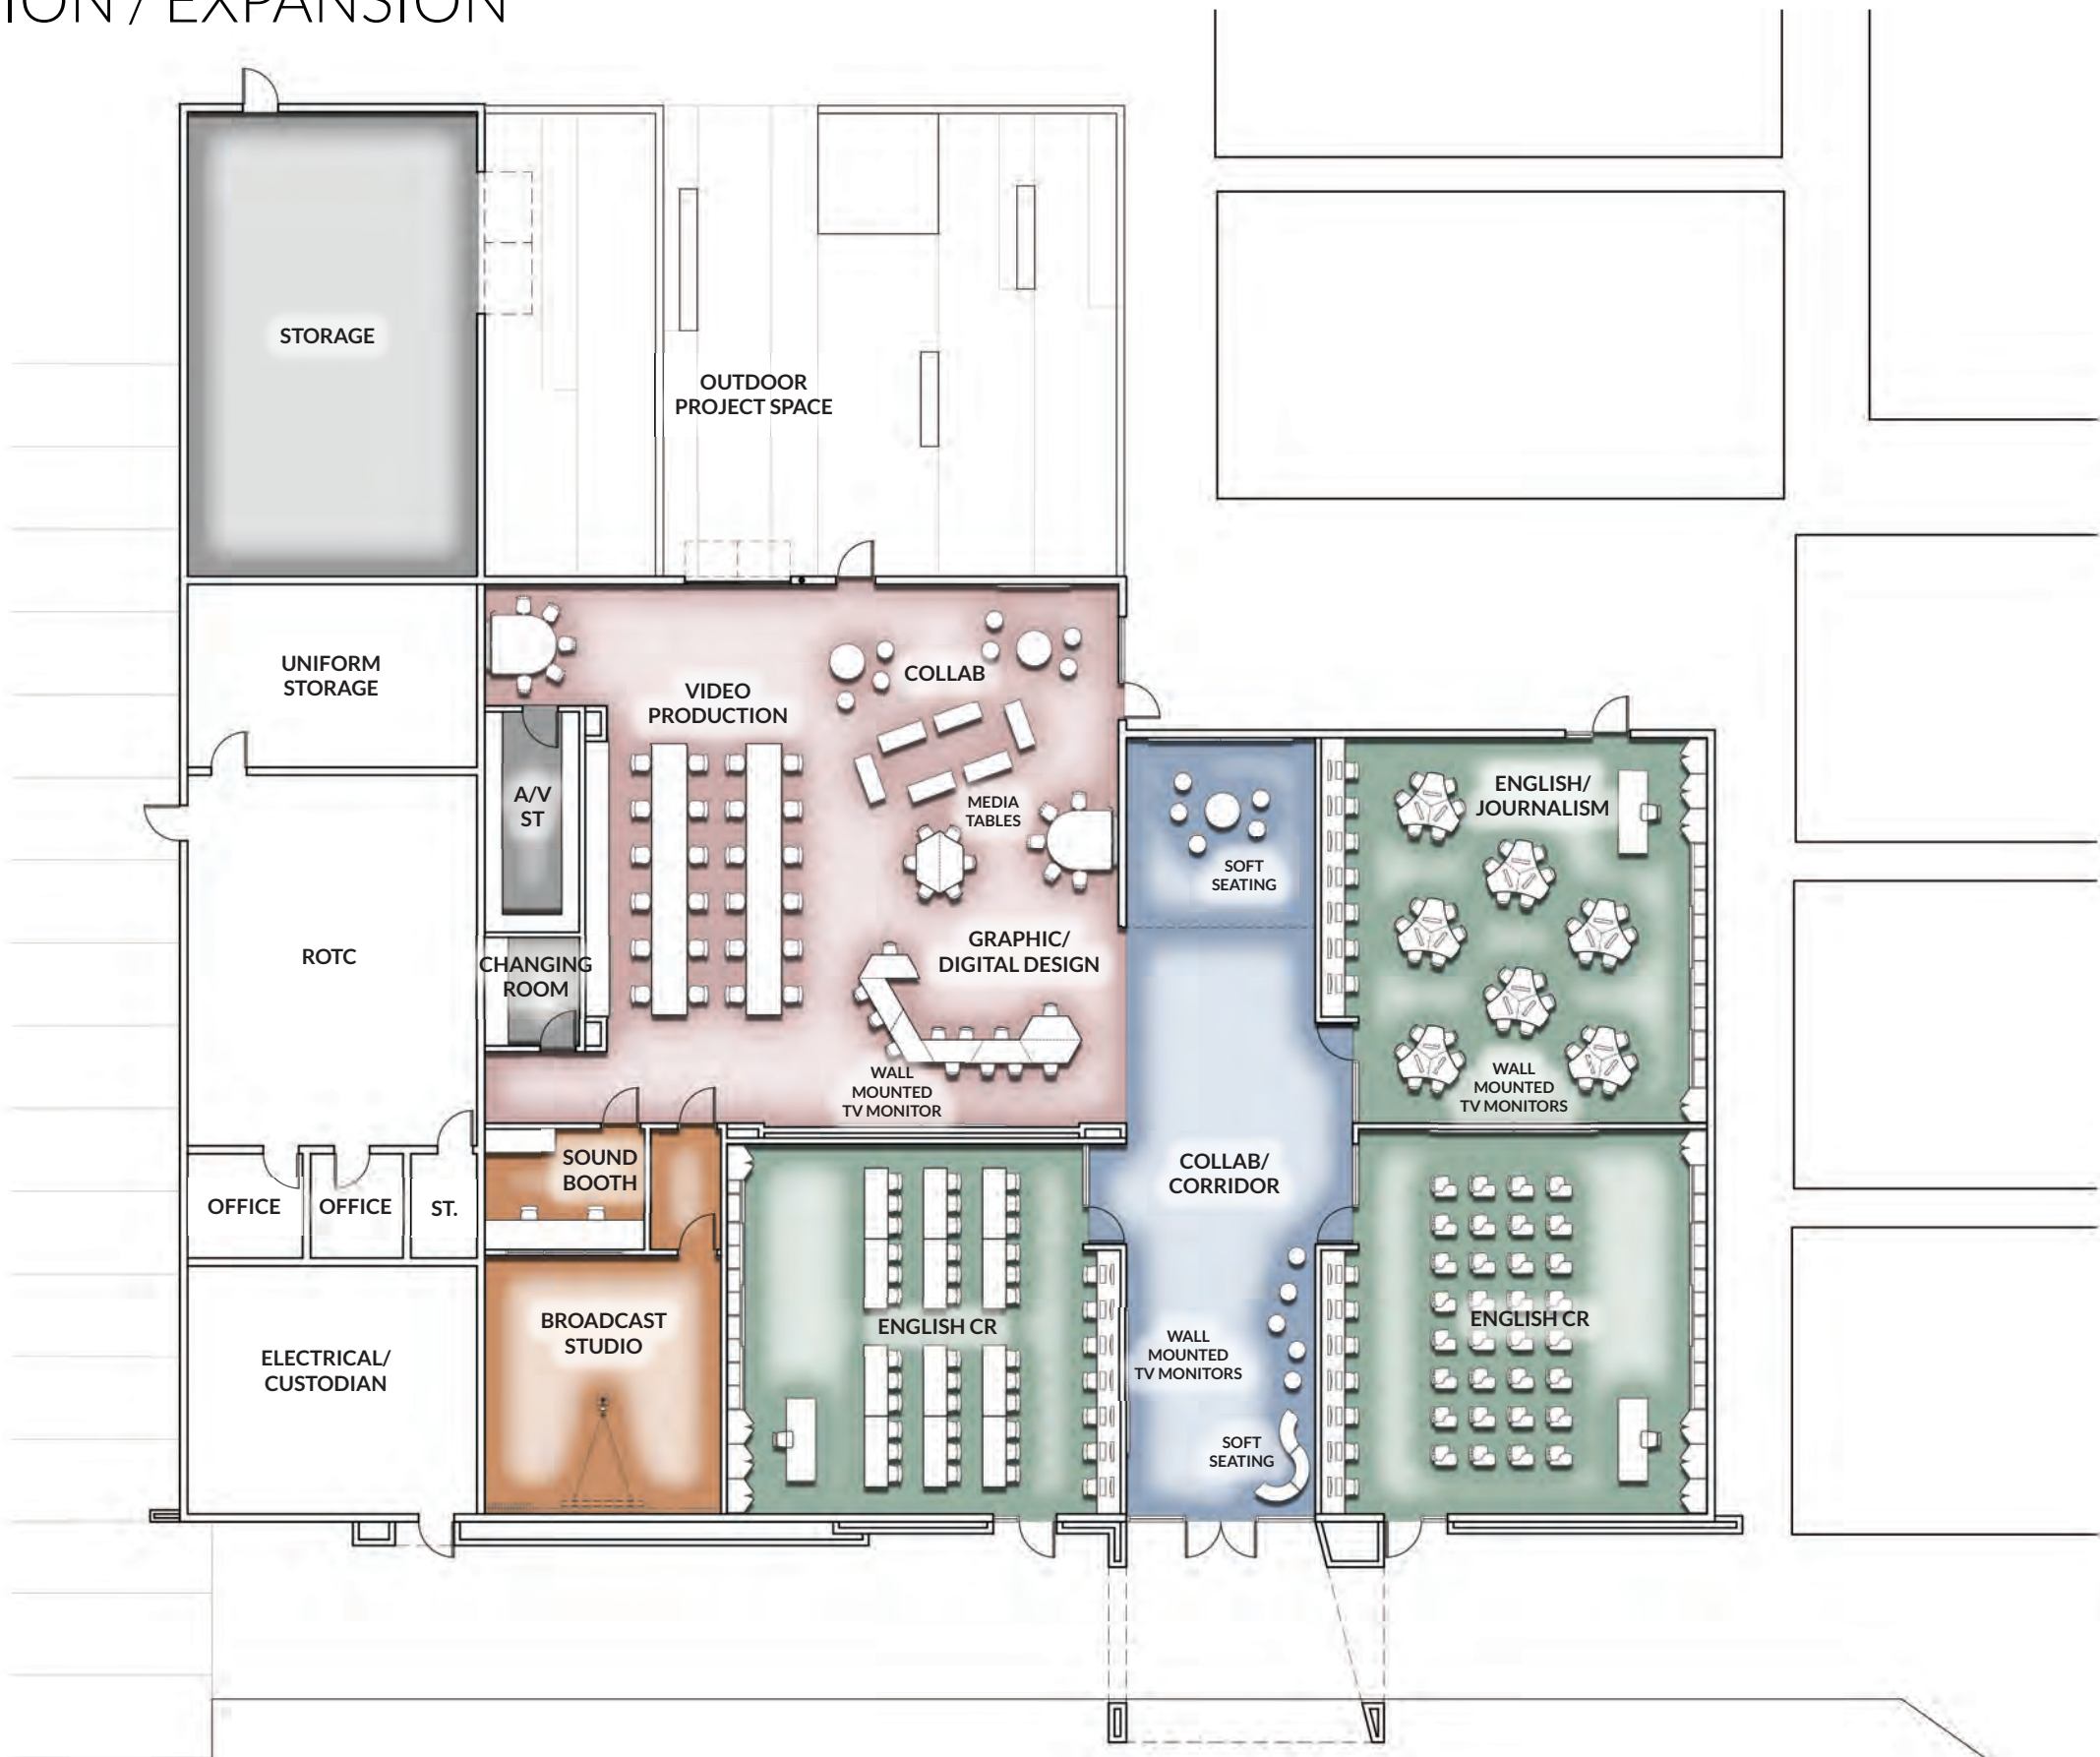 ION / EXPANSION
STORAGE
OUTDOOR
PROJECT SPACE
UNIFORM
STORAGE
VIDEO
PRODUCTION
COLLAB
A/V
ST
MEDIA
TABLES
ENGLISH/
JOURNALISM
SOFT
SEATING
ROTC
CHANGING
ROOM
GRAPHIC/
DIGITAL DESIGN
WALL
MOUNTED
TV MONITOR
WALL
MOUNTED
TV MONITORS
OFFICE
OFFICE
ST.
SOUND
BOOTH
COLLAB/
CORRIDOR
ELECTRICAL/
CUSTODIAN
BROADCAST
STUDIO
ENGLISH CR
WALL
MOUNTED
TV MONITORS
ENGLISH CR
SOFT
SEATING